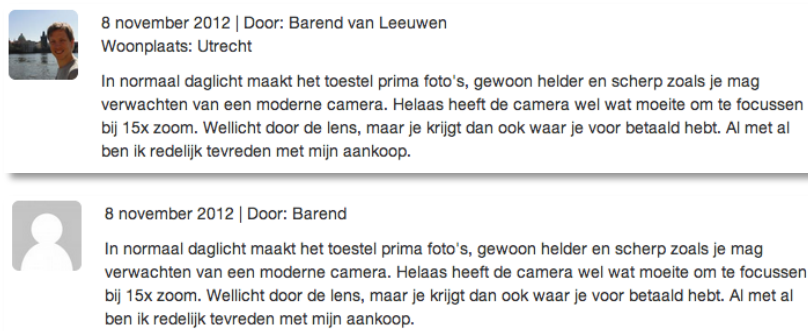 8 november 2012 | Door: Barend van Leeuwen
Woonplaats: Utrecht
In normaal daglicht maakt het toestel prima foto's, gewoon helder en scherp zoals je mag
verwachten van een moderne camera. Helaas heeft de camera wel wat moeite om te focussen
bij 15x zoom. Wellicht door de lens, maar je krijgt dan ook waar je voor betaald hebt. Al met al
ben ik redelijk tevreden met mijn aankoop.
8 november 2012 | Door: Barend
In normaal daglicht maakt het toestel prima foto's, gewoon helder en scherp zoals je mag
verwachten van een moderne camera. Helaas heeft de camera wel wat moeite om te focussen
bij 15x zoom. Wellicht door de lens, maar je krijgt dan ook waar je voor betaald hebt. Al met al
ben ik redelijk tevreden met mijn aankoop.